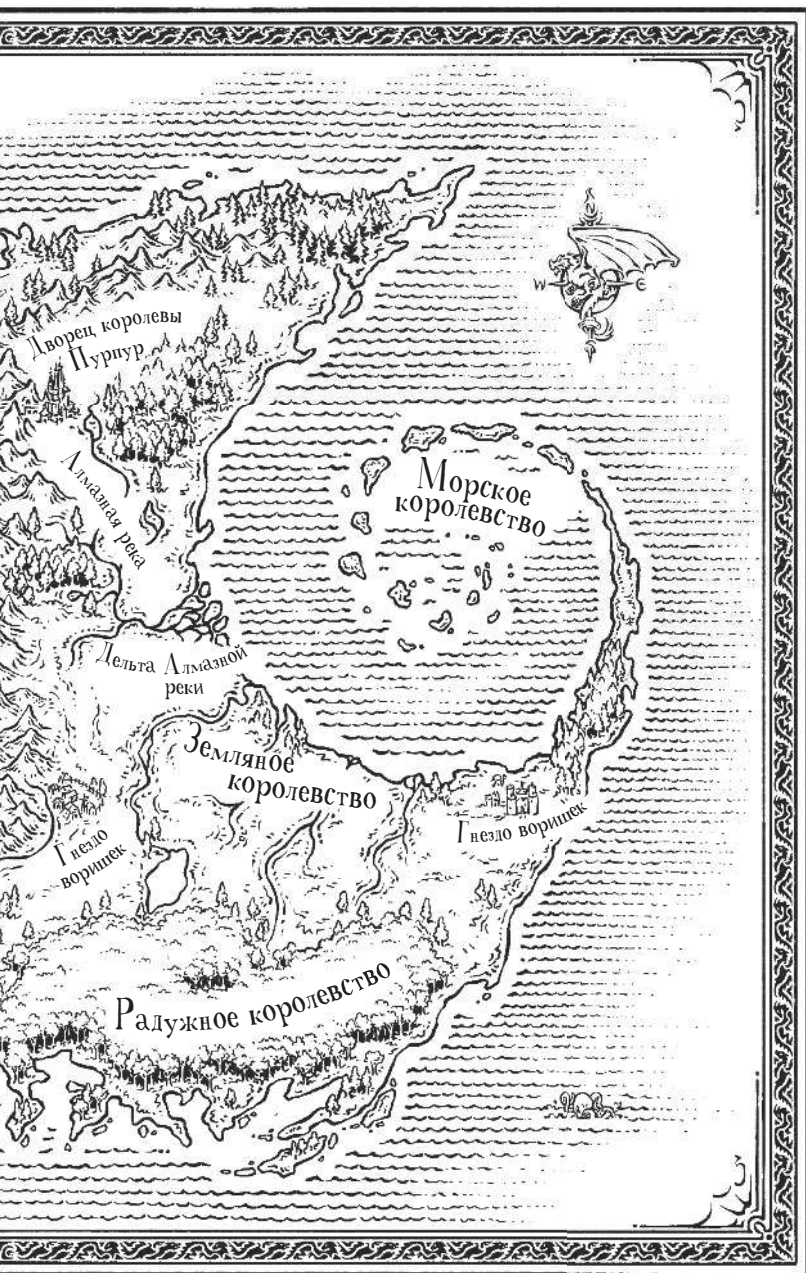 Дворец королевы
Пурпур
W E
Алмазная река
Морское
королевство
Дельта Алмазной
реки
Земляное
королевство
Гнездо воришек
Гнездо
воришек
Радужное королевство